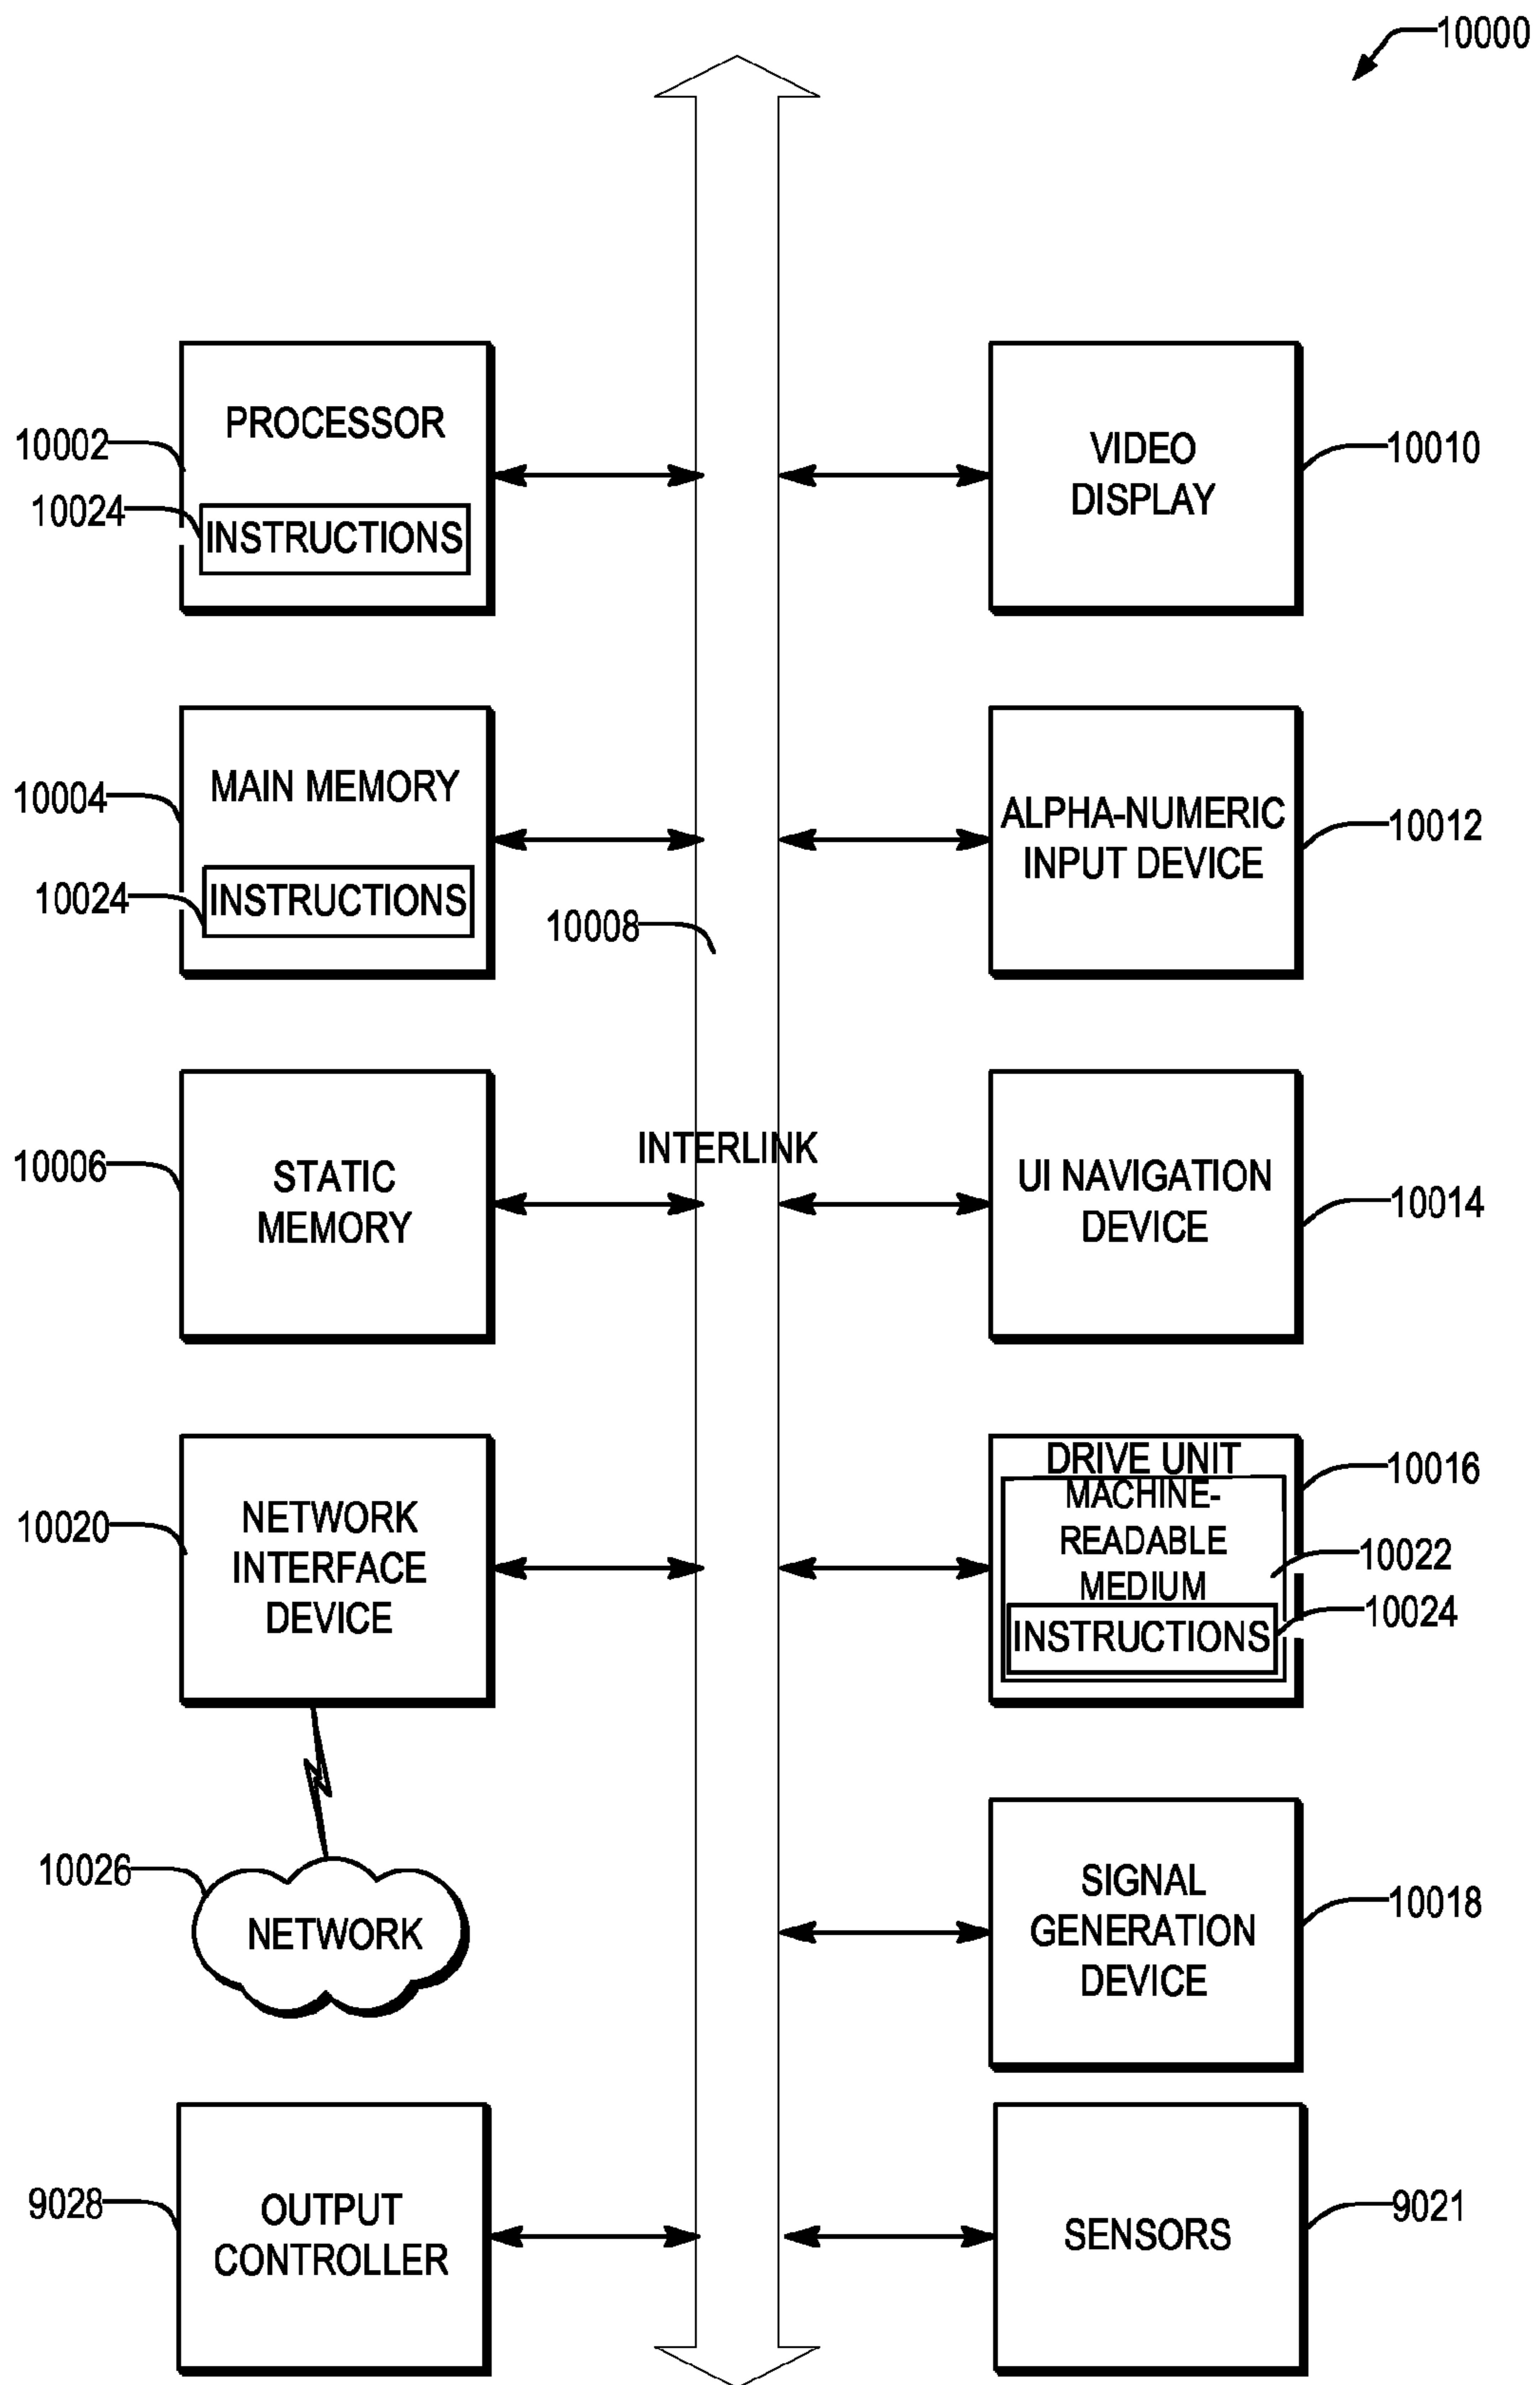 10000
PROCESSOR
10002
10024
INSTRUCTIONS
VIDEO
DISPLAY
10010
MAIN MEMORY
10004
10024
INSTRUCTIONS
10008
ALPHA-NUMERIC
INPUT DEVICE
10012
INTERLINK
10006
STATIC
MEMORY
UI NAVIGATION
DEVICE
10014
10020
NETWORK
INTERFACE
DEVICE
DRIVE UNIT
10016
MACHINE-
READABLE
MEDIUM
10022
INSTRUCTIONS
10024
10026
NETWORK
SIGNAL
GENERATION
DEVICE
10018
9028
OUTPUT
CONTROLLER
SENSORS
9021